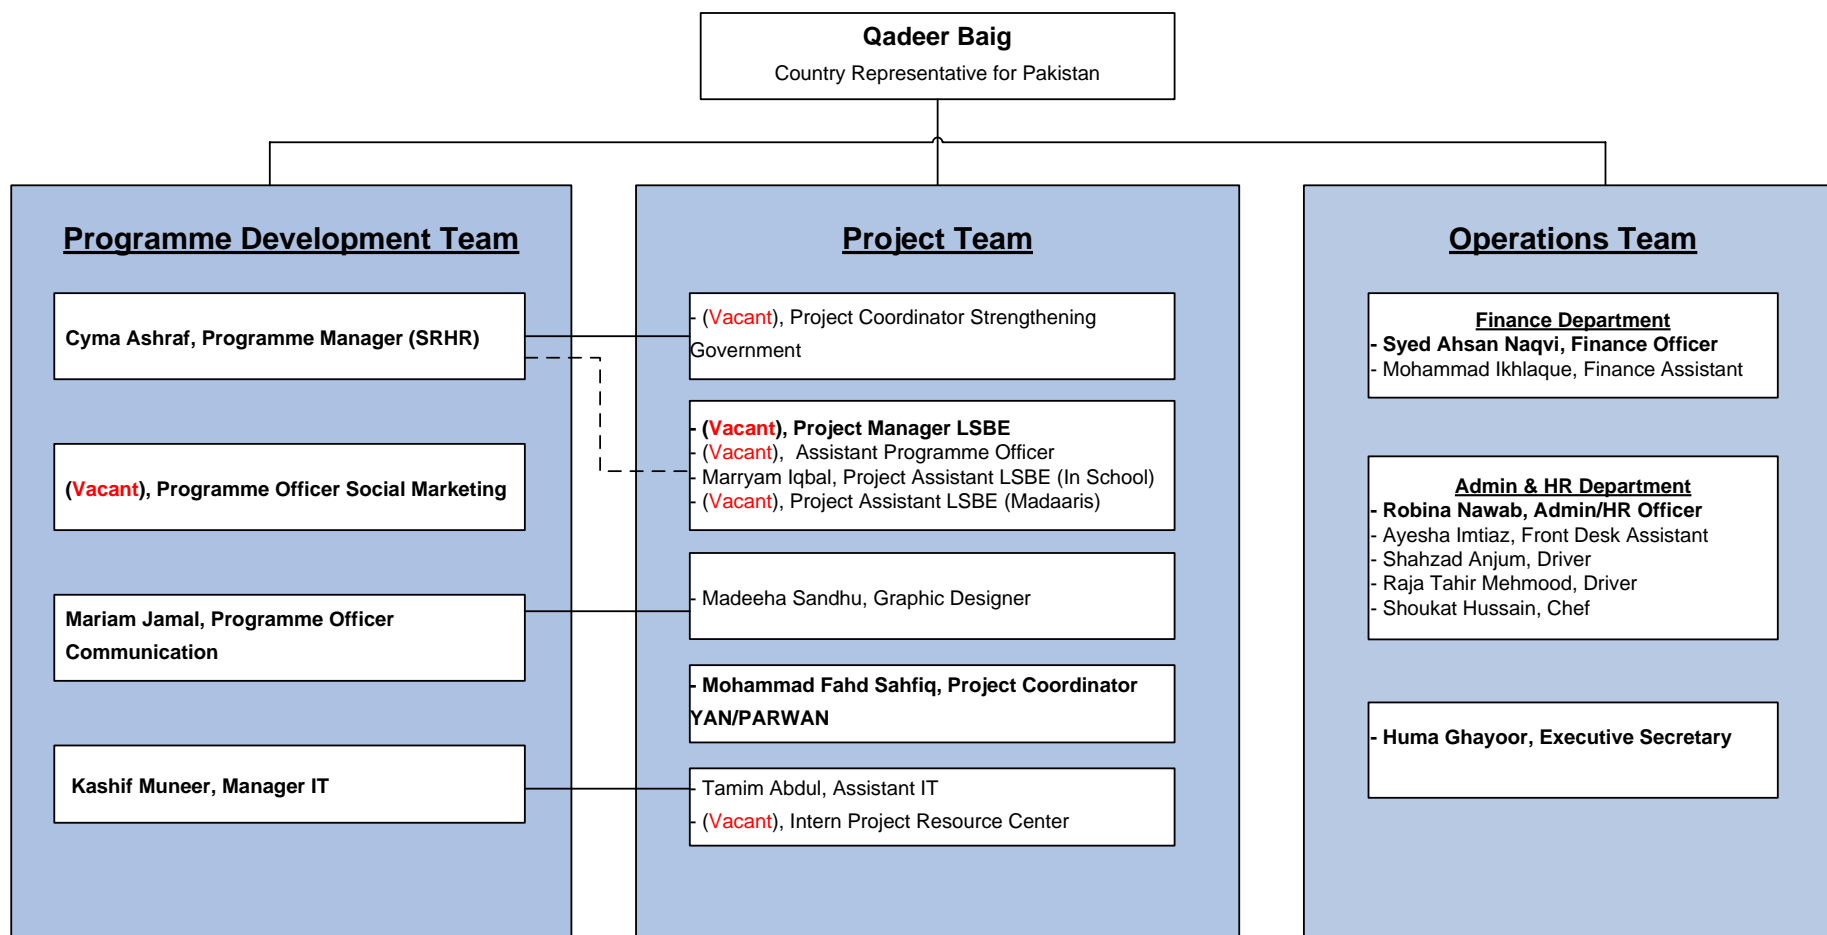 Qadeer Baig
Country Representative for Pakistan
Programme Development Team
Cyma Ashraf, Programme Manager (SRHR)
(Vacant), Programme Officer Social Marketing
Mariam Jamal, Programme Officer
Communication
Kashif Muneer, Manager IT
Project Team
- (Vacant), Project Coordinator Strengthening
Government
- (Vacant), Project Manager LSBE
- (Vacant),  Assistant Programme Officer
- Marryam Iqbal, Project Assistant LSBE (In School)
- (Vacant), Project Assistant LSBE (Madaaris)
- Madeeha Sandhu, Graphic Designer
- Mohammad Fahd Sahfiq, Project Coordinator
YAN/PARWAN
- Tamim Abdul, Assistant IT
- (Vacant), Intern Project Resource Center
Operations Team
Finance Department
- Syed Ahsan Naqvi, Finance Officer
- Mohammad Ikhlaque, Finance Assistant
Admin & HR Department
- Robina Nawab, Admin/HR Officer
- Ayesha Imtiaz, Front Desk Assistant
- Shahzad Anjum, Driver
- Raja Tahir Mehmood, Driver
- Shoukat Hussain, Chef
- Huma Ghayoor, Executive Secretary